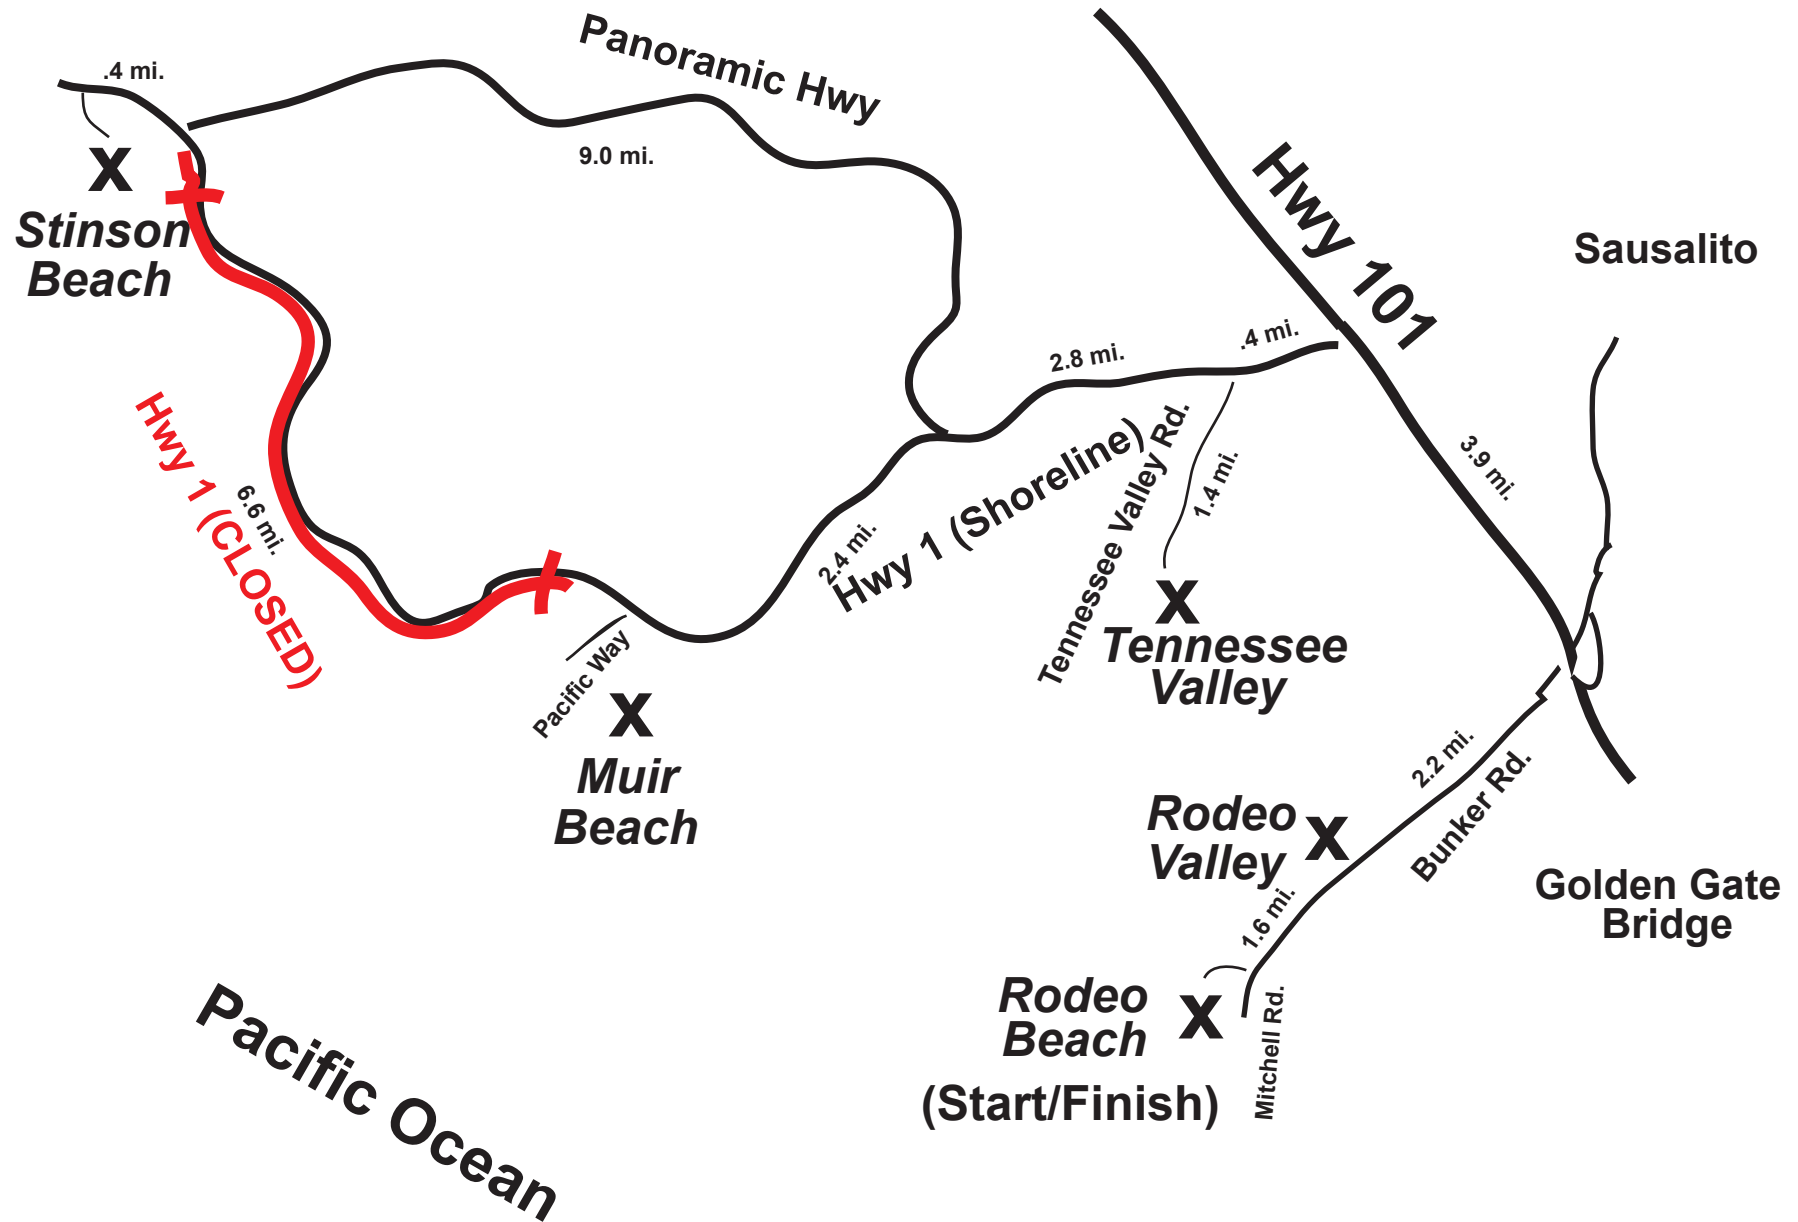 .4 mi.
Panoramic Hwy
9.0 mi.
X
Stinson
Beach
Hwy 101
Sausalito
.4 mi.
2.8 mi.
3.9 mi.
Hwy 1 (CLOSED)
6.6 mi.
2.4 mi.
Hwy 1 (Shoreline)
Tennessee Valley Rd.
1.4 mi.
X
Tennessee
Valley
Pacific Way
X
Muir
Beach
2.2 mi.
Bunker Rd.
Rodeo
Valley
X
1.6 mi.
Golden Gate
Bridge
Rodeo
Beach
X
(Start/Finish)
Mitchell Rd.
Pacific Ocean